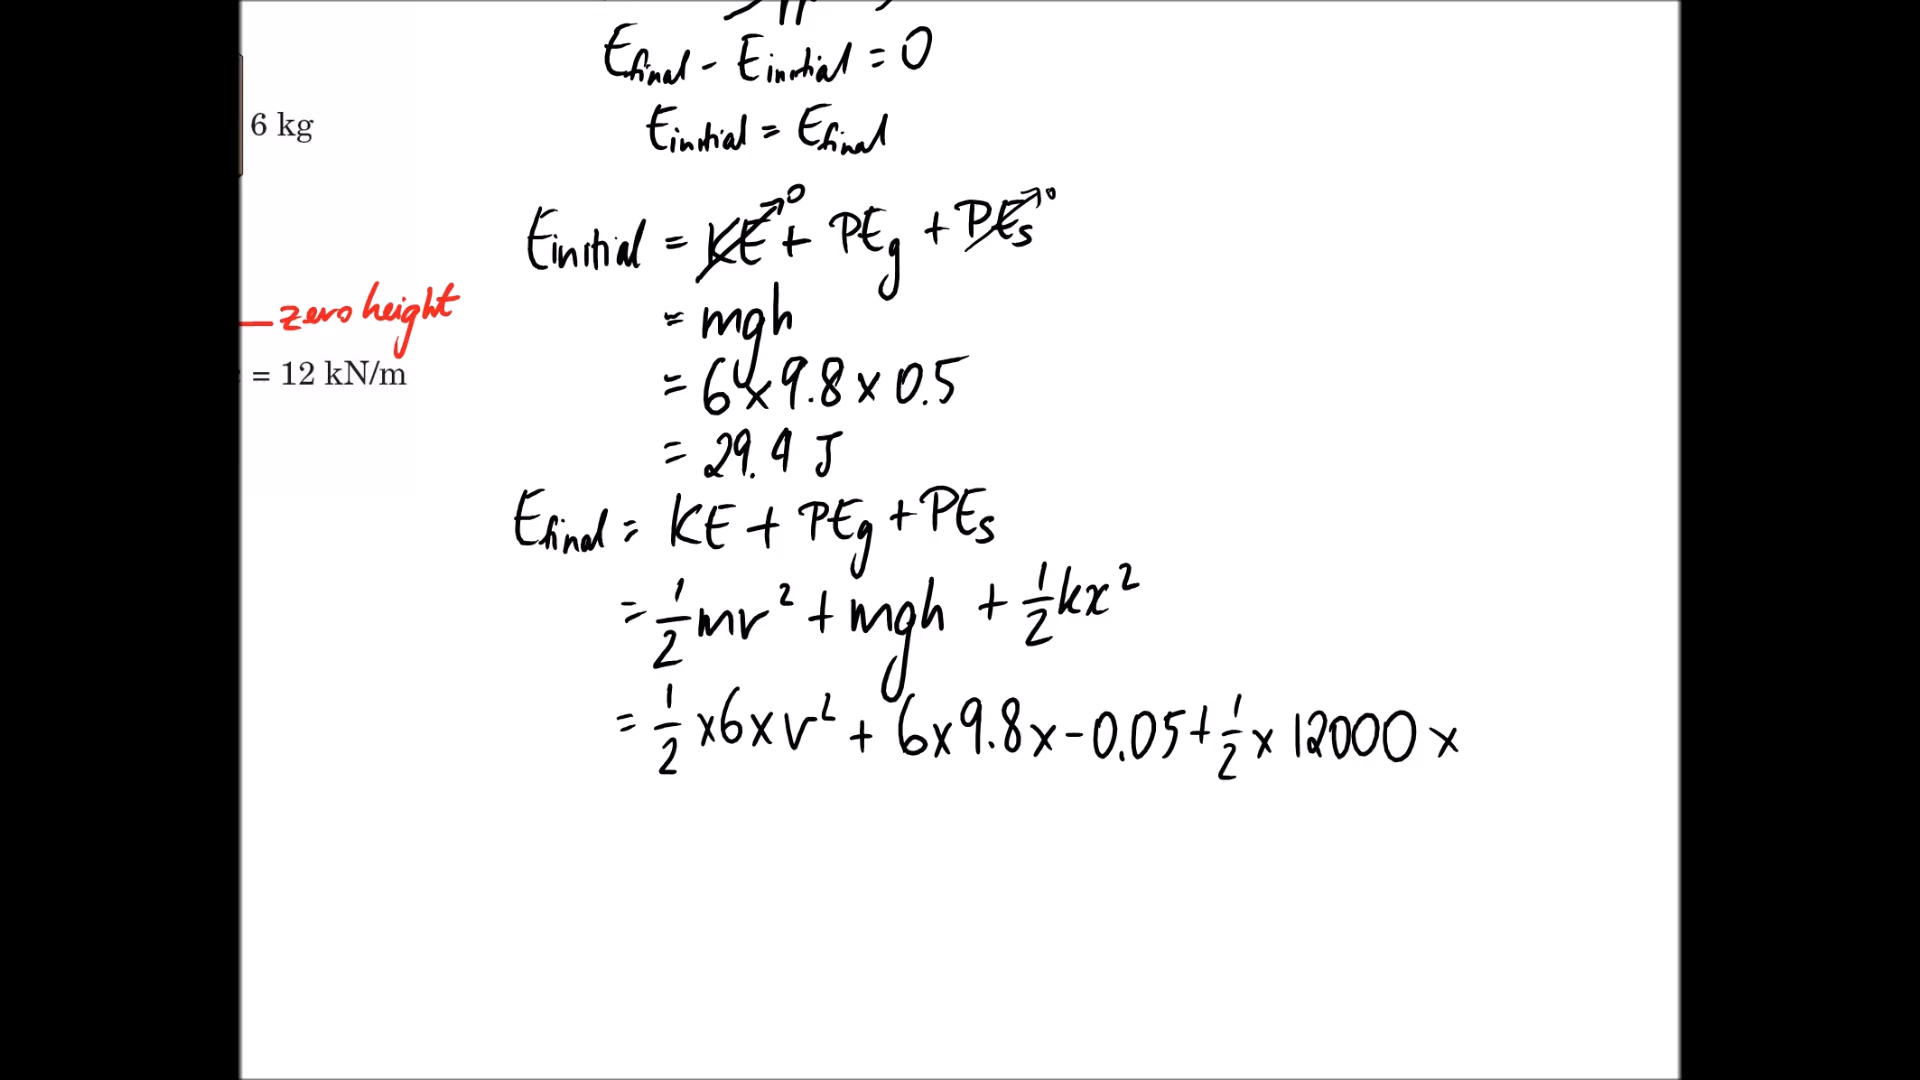 E_final - E_initial = 0
6 kg
E_initial = E_final
E_initial = KE→0 + PE_g + PE_s→0
zero height
= mgh
= 12 kN/m
= 6 x 9.8 x 0.5
= 29.4 J
E_final = KE + PE_g + PE_s
= 1/2 mv² + mgh + 1/2 kx²
= 1/2 x 6 x v² + 6 x 9.8 x -0.05 + 1/2 x 12000 x